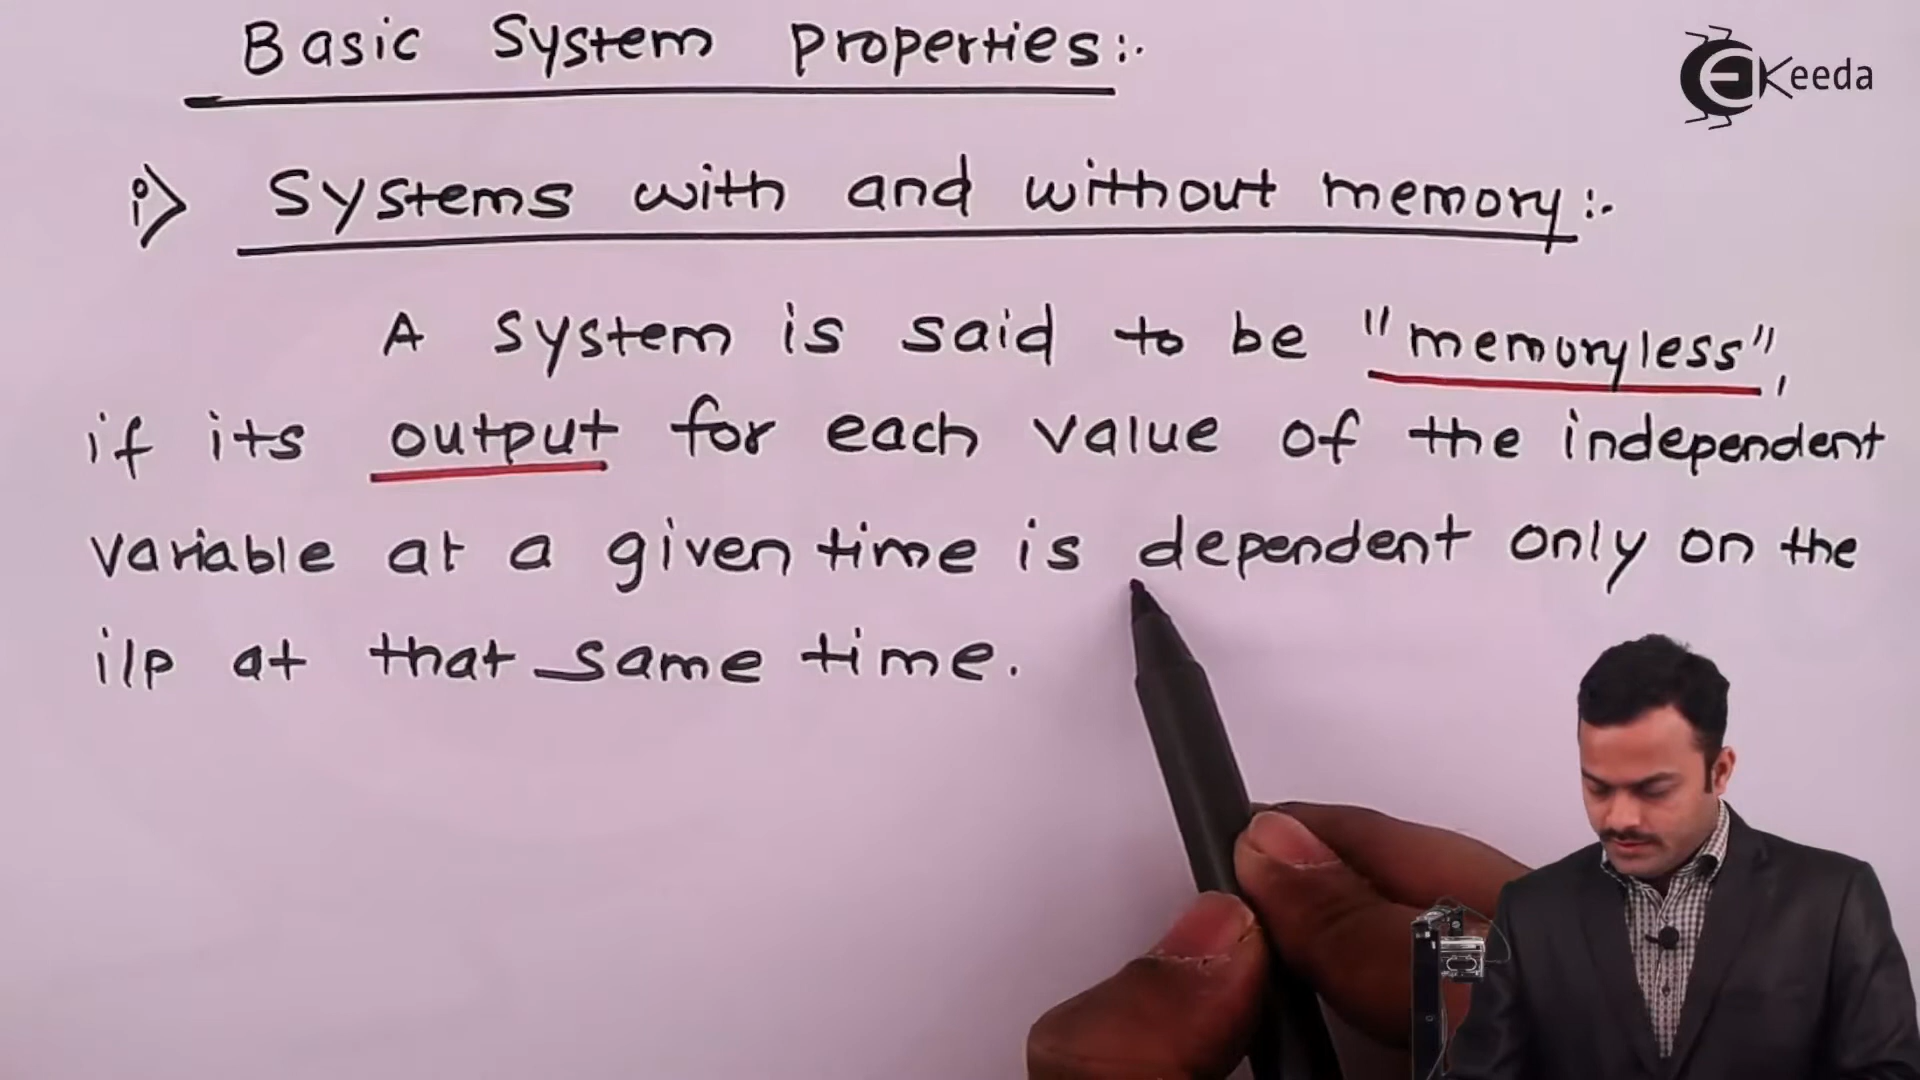 Basic System Properties:.
Keeda
i) Systems with and without memory:.
A system is said to be "memoryless",
if its output for each value of the independent
variable at a given time is dependent only on the
i/p at that same time.